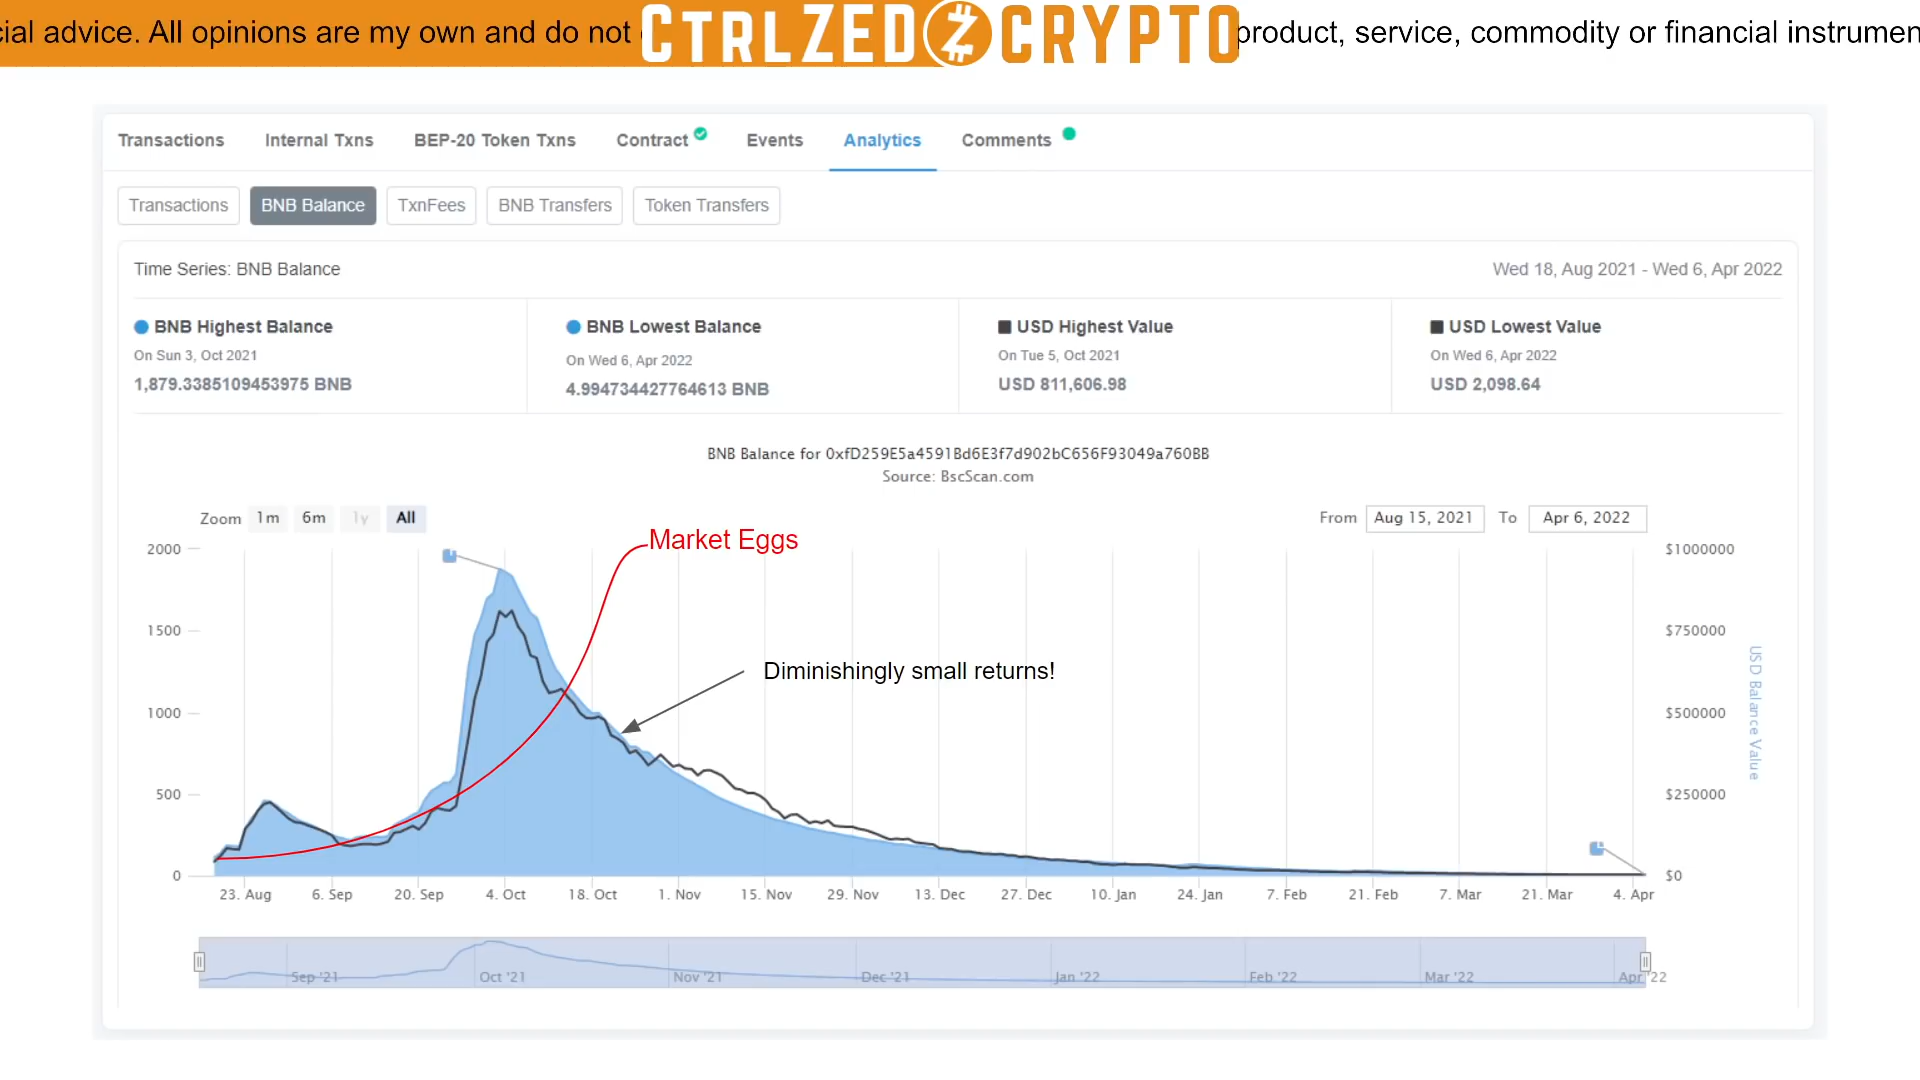 cial advice. All opinions are my own and do not
CTRLZED CRYPTO
product, service, commodity or financial instrumen
Transactions Internal Txns BEP-20 Token Txns Contract Events Analytics Comments
Transactions BNB Balance TxnFees BNB Transfers Token Transfers
Time Series: BNB Balance
Wed 18, Aug 2021 - Wed 6, Apr 2022
BNB Highest Balance
On Sun 3, Oct 2021
1,879.3385109453975 BNB
BNB Lowest Balance
On Wed 6, Apr 2022
4.994734427764613 BNB
USD Highest Value
On Tue 5, Oct 2021
USD 811,606.98
USD Lowest Value
On Wed 6, Apr 2022
USD 2,098.64
BNB Balance for 0xfD259E5a4591Bd6E3f7d902bC656F93049a760BB
Source: BscScan.com
Zoom 1m 6m 1y All
From Aug 15, 2021 To Apr 6, 2022
Market Eggs
Diminishingly small returns!
2000
1500
1000
500
0
$1000000
$750000
$500000
$250000
$0
USD Balance Value
23. Aug 6. Sep 20. Sep 4. Oct 18. Oct 1. Nov 15. Nov 29. Nov 13. Dec 27. Dec 10. Jan 24. Jan 7. Feb 21. Feb 7. Mar 21. Mar 4. Apr
Sep '21 Oct '21 Nov '21 Dec '21 Jan '22 Feb '22 Mar '22 Apr '22